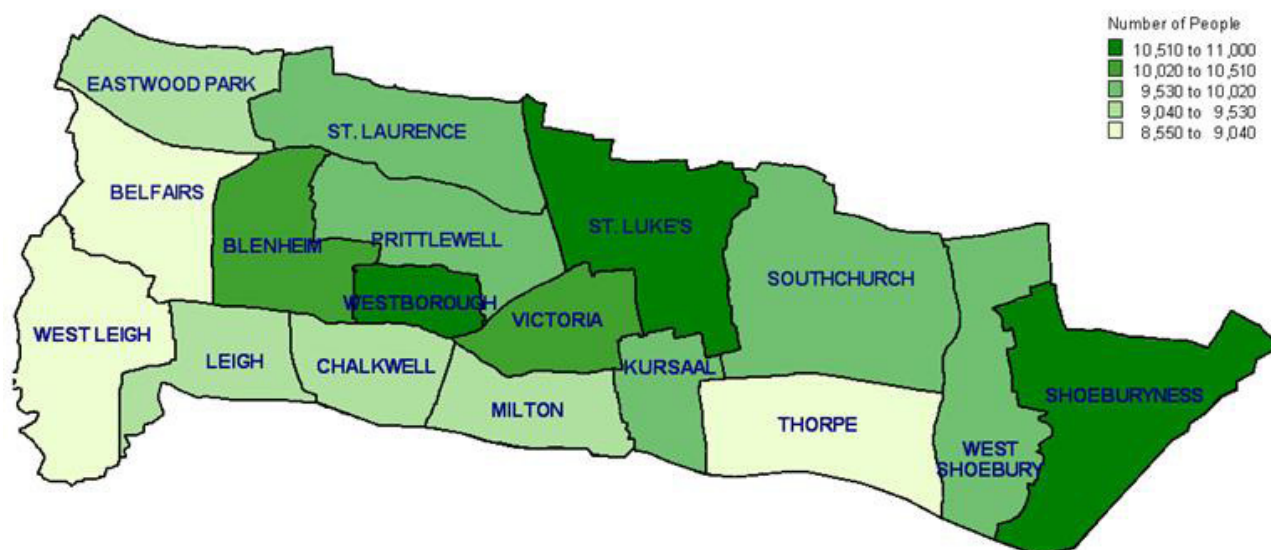 Number of People
10,510 to 11,000
10,020 to 10,510
9,530 to 10,020
9,040 to 9,530
8,550 to 9,040
EASTWOOD PARK
ST. LAURENCE
BELFAIRS
BLENHEIM
PRITTLEWELL
ST. LUKE'S
SOUTHCHURCH
WESTBOROUGH
VICTORIA
WEST LEIGH
LEIGH
CHALKWELL
KURSAAL
MILTON
THORPE
SHOEBURYNESS
WEST
SHOEBURY